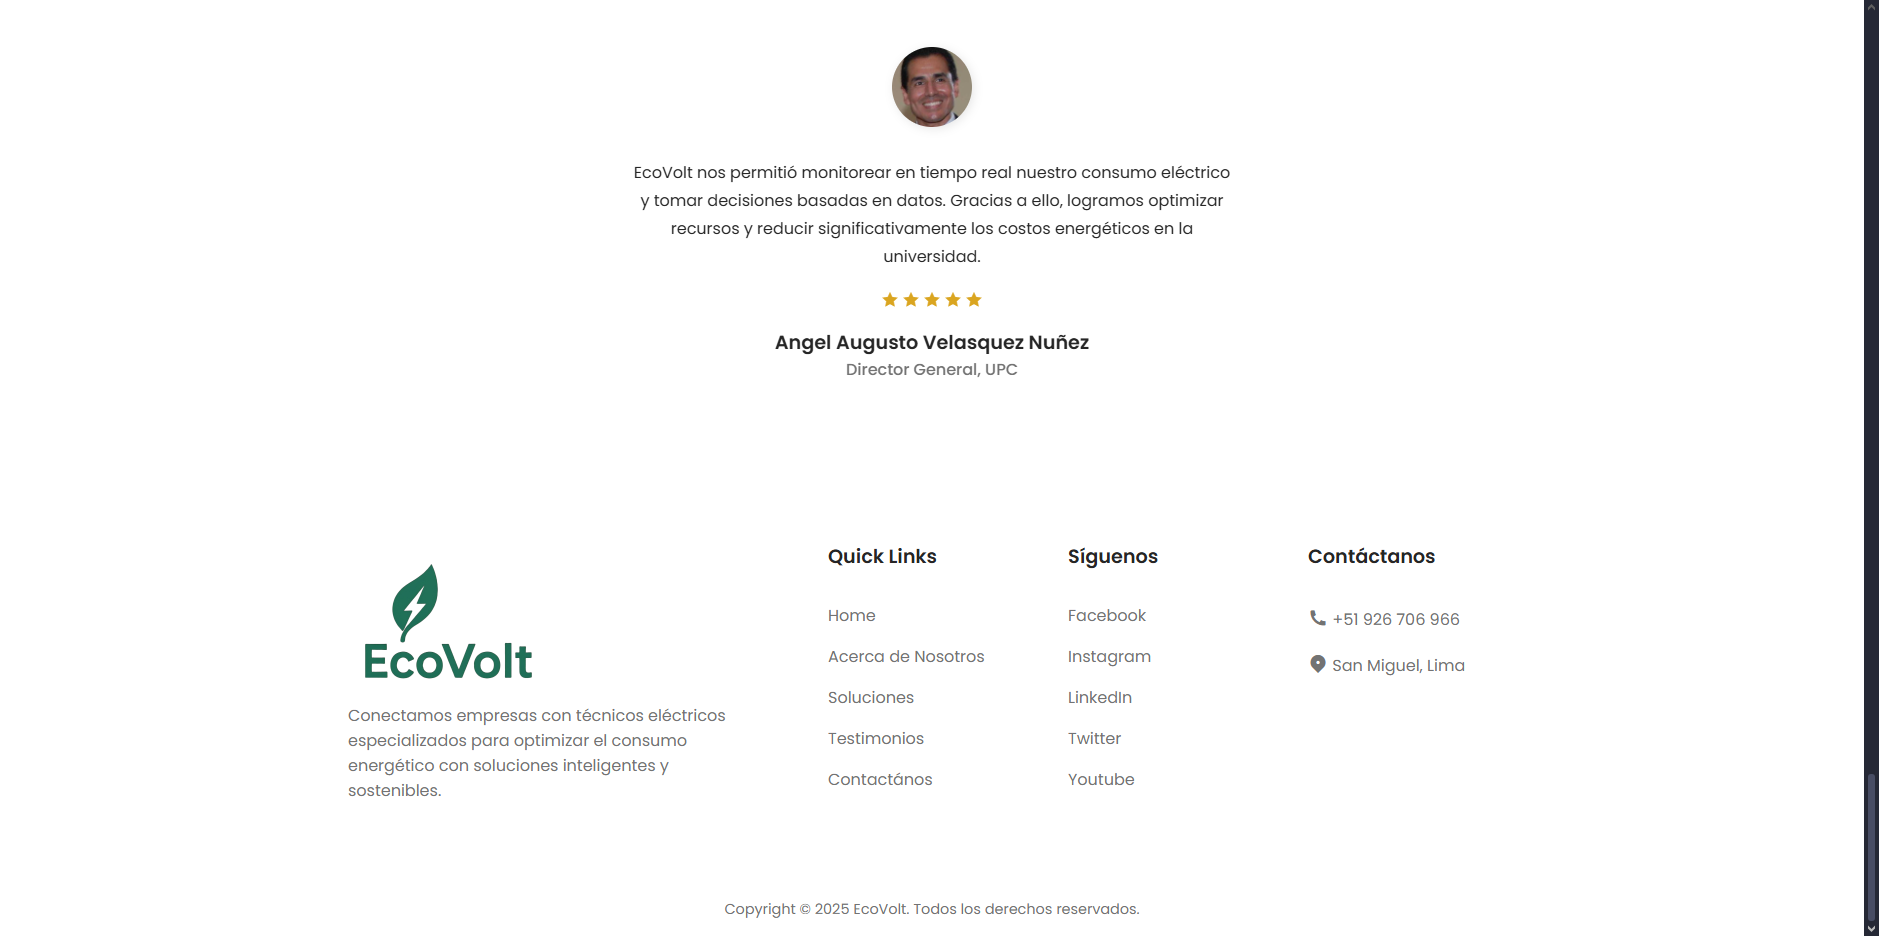 EcoVolt nos permitió monitorear en tiempo real nuestro consumo eléctrico
y tomar decisiones basadas en datos. Gracias a ello, logramos optimizar
recursos y reducir significativamente los costos energéticos en la
universidad.
Angel Augusto Velasquez Nuñez
Director General, UPC
EcoVolt
Conectamos empresas con técnicos eléctricos
especializados para optimizar el consumo
energético con soluciones inteligentes y
sostenibles.
Quick Links
Home
Acerca de Nosotros
Soluciones
Testimonios
Contactános
Síguenos
Facebook
Instagram
LinkedIn
Twitter
Youtube
Contáctanos
+51 926 706 966
San Miguel, Lima
Copyright © 2025 EcoVolt. Todos los derechos reservados.